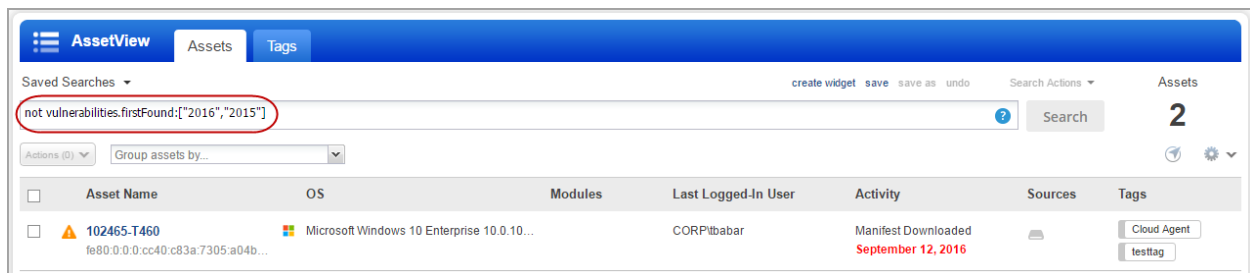 AssetView Assets Tags
Saved Searches create widget save save as undo Search Actions Assets
not vulnerabilities.firstFound:["2016","2015"] ? Search 2
Actions (0) Group assets by...
Asset Name OS Modules Last Logged-In User Activity Sources Tags
102465-T460 Microsoft Windows 10 Enterprise 10.0.10... CORP\tbabar Manifest Downloaded Cloud Agent
fe80:0:0:0:cc40:c83a:7305:a04b... September 12, 2016 testtag